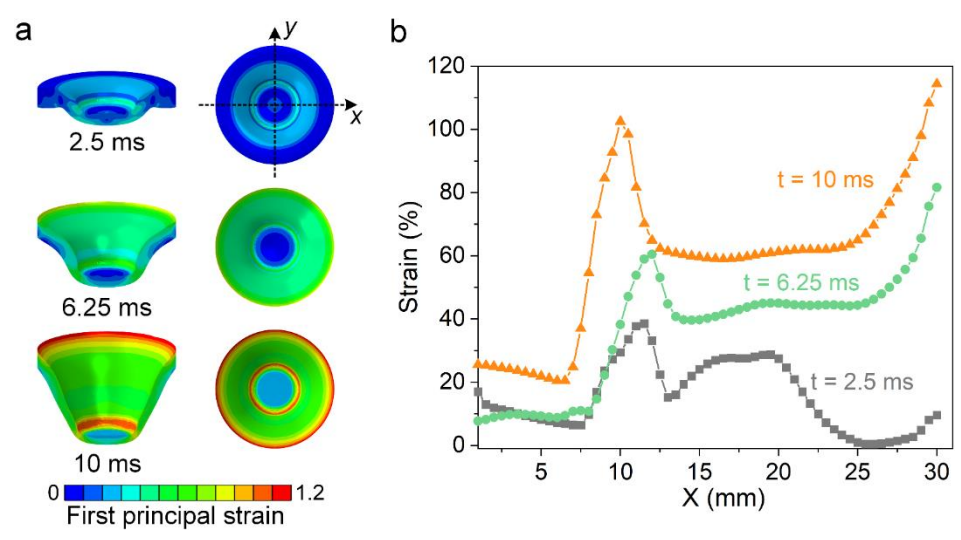 a
y
x
2.5 ms
6.25 ms
10 ms
0 1.2
First principal strain
b
120
100
80
60
40
20
0
Strain (%)
t = 10 ms
t = 6.25 ms
t = 2.5 ms
5 10 15 20 25 30
X (mm)